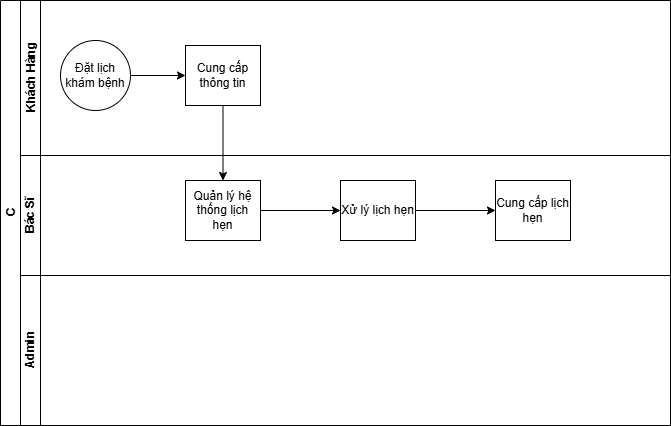 C
Khách Hàng
Đặt lịch
khám bệnh
Cung cấp
thông tin
Bác Sĩ
Quản lý hệ
thống lịch
hẹn
Xử lý lịch hẹn
Cung cấp lịch
hẹn
Admin